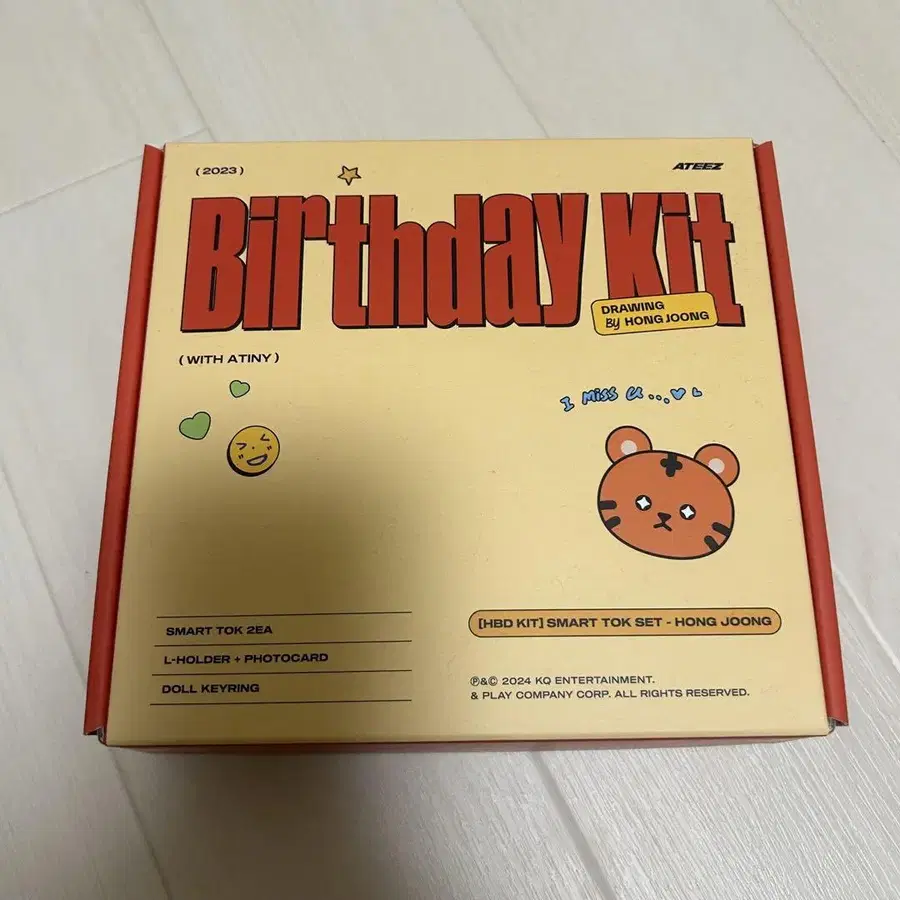 ( 2023 )
ATEEZ
Birthday Kit
DRAWING
By HONG JOONG
( WITH ATINY )
I miss u...
SMART TOK 2EA
L-HOLDER + PHOTOCARD
DOLL KEYRING
[HBD KIT] SMART TOK SET - HONG JOONG
℗&© 2024 KQ ENTERTAINMENT.
& PLAY COMPANY CORP. ALL RIGHTS RESERVED.